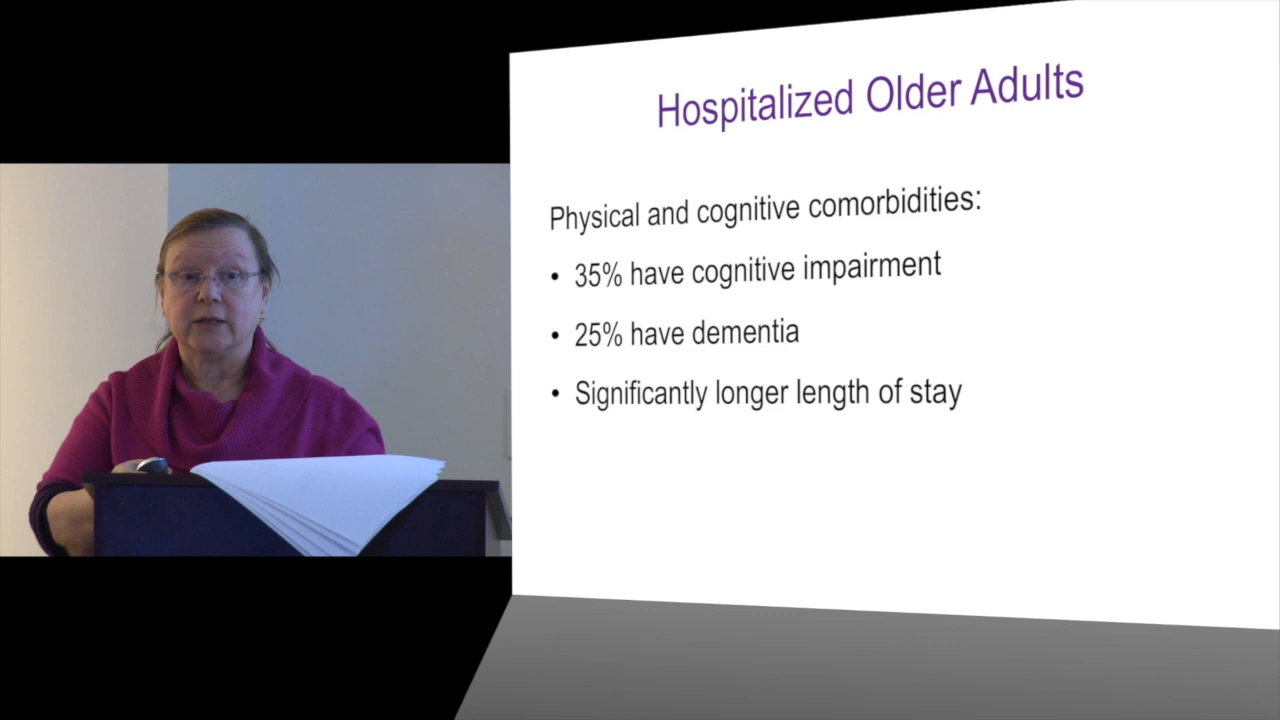 Hospitalized Older Adults
Physical and cognitive comorbidities:
• 35% have cognitive impairment
• 25% have dementia
• Significantly longer length of stay